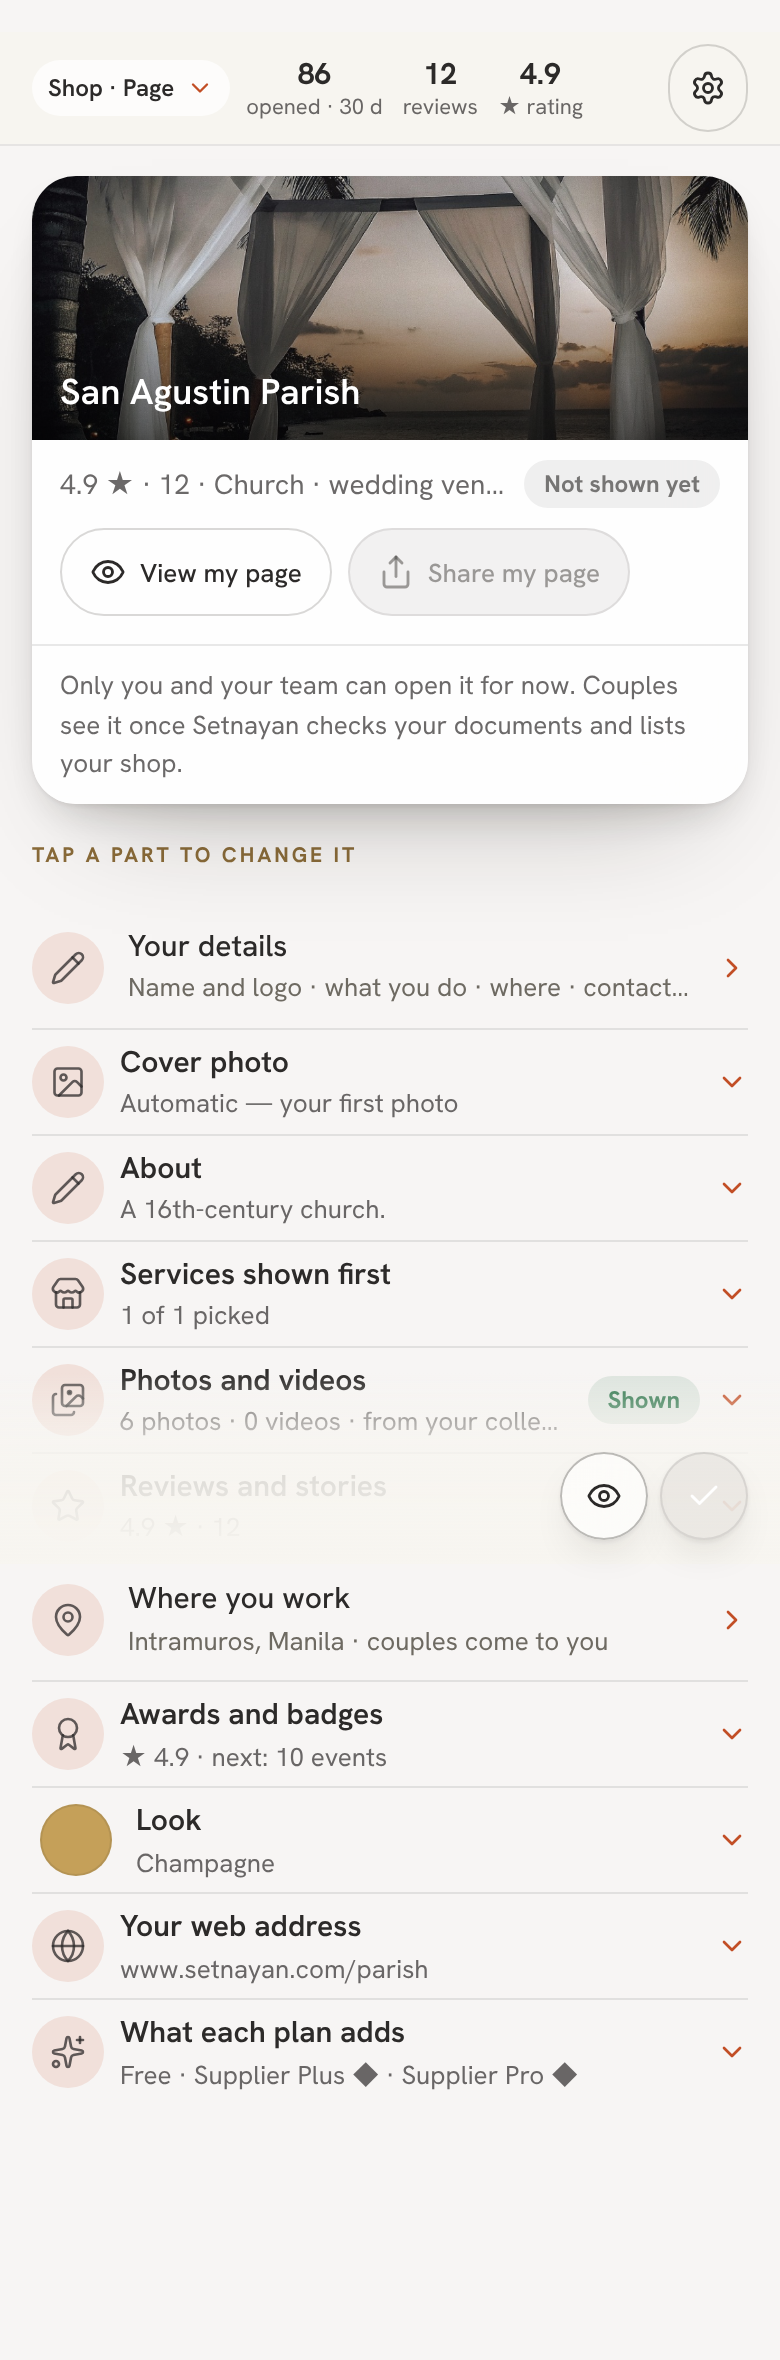 Shop · Page
86
opened · 30 d
12
reviews
4.9
★ rating
San Agustin Parish
4.9 ★ · 12 · Church · wedding ven...
Not shown yet
View my page
Share my page
Only you and your team can open it for now. Couples
see it once Setnayan checks your documents and lists
your shop.
TAP A PART TO CHANGE IT
Your details
Name and logo · what you do · where · contact...
Cover photo
Automatic — your first photo
About
A 16th-century church.
Services shown first
1 of 1 picked
Photos and videos
6 photos · 0 videos · from your colle...
Shown
Reviews and stories
4.9 ★ · 12
Where you work
Intramuros, Manila · couples come to you
Awards and badges
★ 4.9 · next: 10 events
Look
Champagne
Your web address
www.setnayan.com/parish
What each plan adds
Free · Supplier Plus ◆ · Supplier Pro ◆